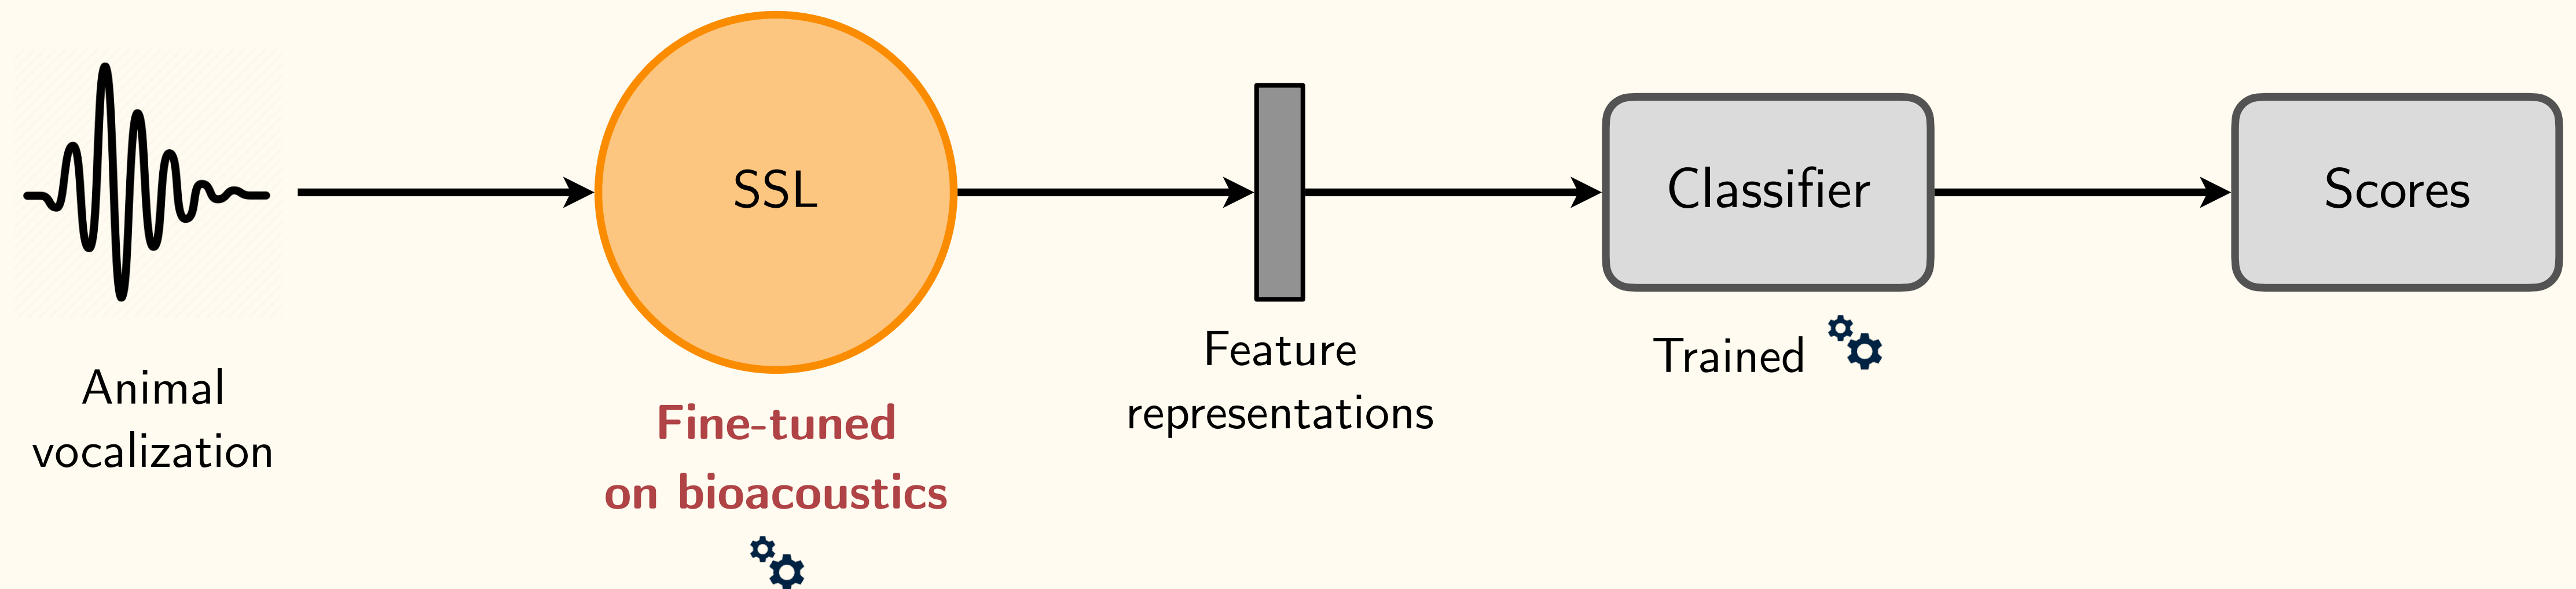 Animal
vocalization
SSL
Fine-tuned
on bioacoustics
Feature
representations
Classifier
Trained
Scores